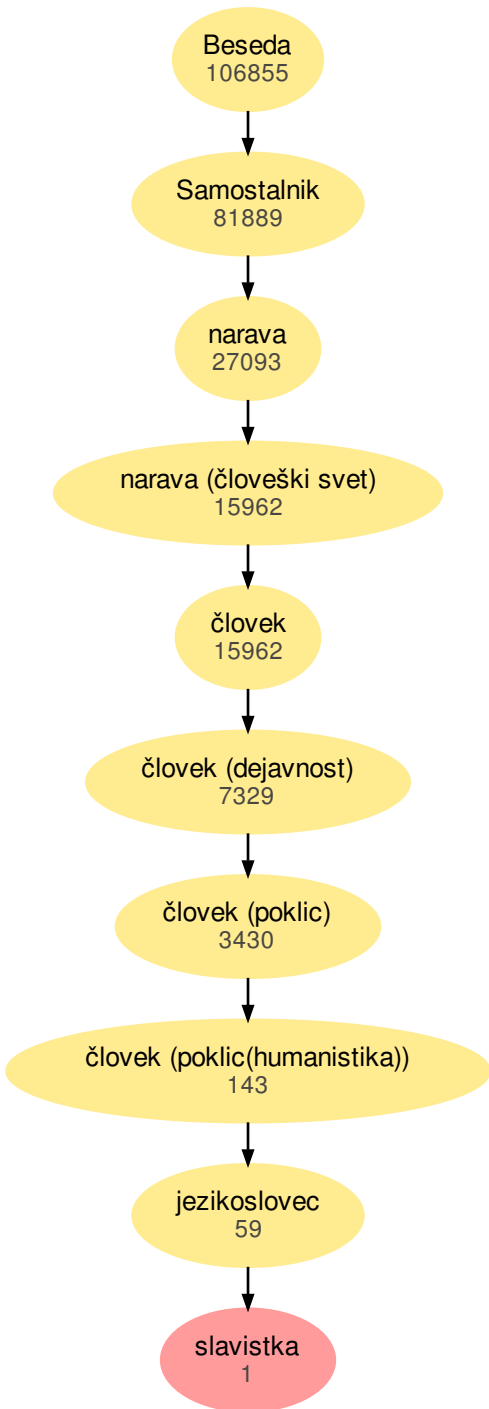 Beseda
106855
Samostalnik
81889
narava
27093
narava (človeški svet)
15962
človek
15962
človek (dejavnost)
7329
človek (poklic)
3430
človek (poklic(humanistika))
143
jezikoslovec
59
slavistka
1